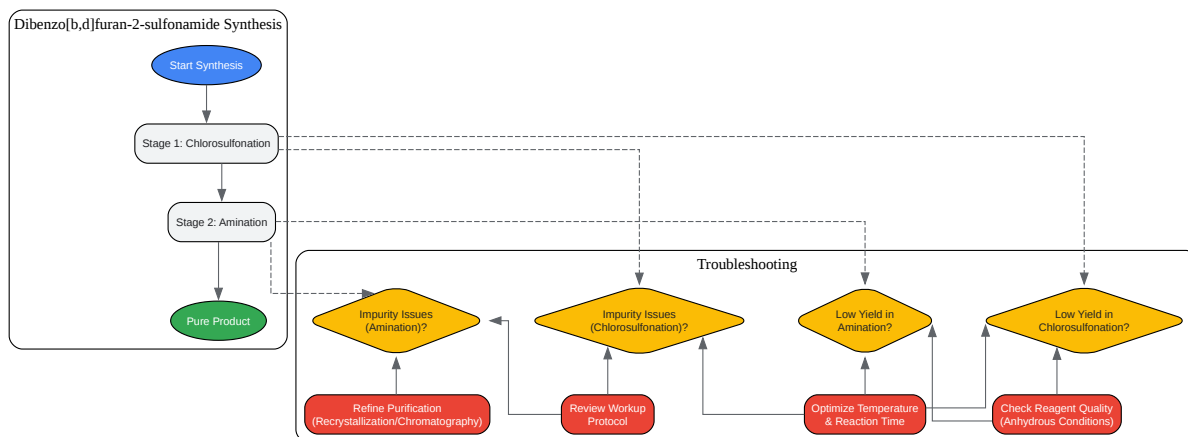 Dibenzo[b,d]furan-2-sulfonamide Synthesis
Start Synthesis
Stage 1: Chlorosulfonation
Stage 2: Amination
Pure Product
Troubleshooting
Impurity Issues
(Amination)?
Impurity Issues
(Chlorosulfonation)?
Low Yield in
Amination?
Low Yield in
Chlorosulfonation?
Refine Purification
(Recrystallization/Chromatography)
Review Workup
Protocol
Optimize Temperature
& Reaction Time
Check Reagent Quality
(Anhydrous Conditions)